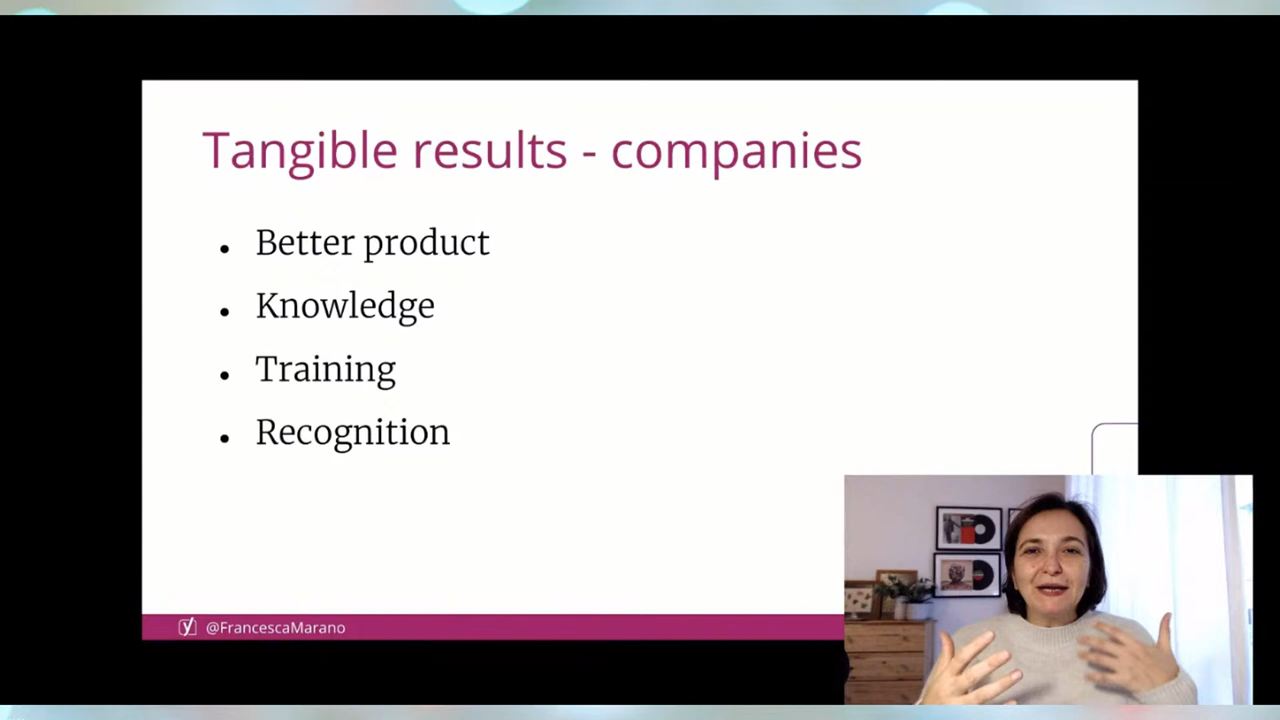 Tangible results - companies
• Better product
• Knowledge
• Training
• Recognition
@FrancescaMarano